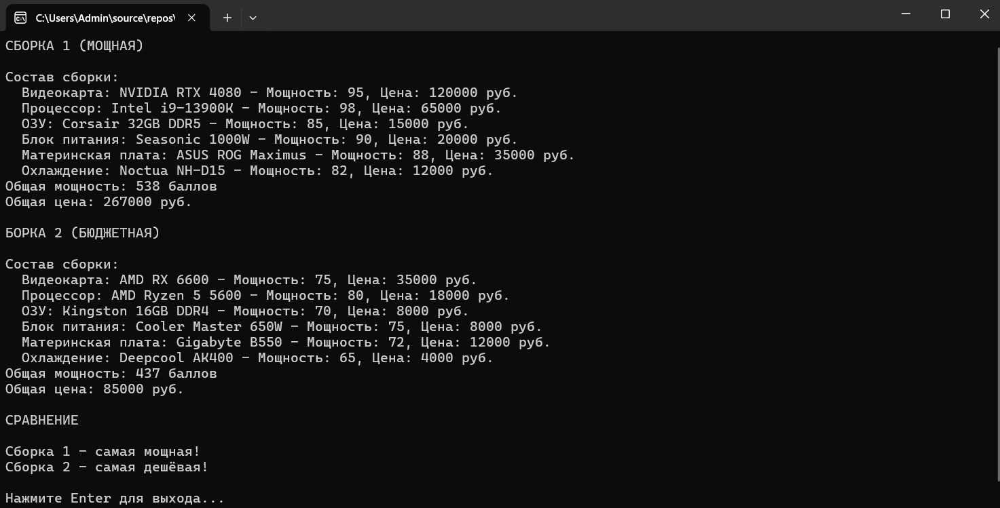 C:\Users\Admin\source\repos\
СБОРКА 1 (МОЩНАЯ)
Состав сборки:
Видеокарта: NVIDIA RTX 4080 - Мощность: 95, Цена: 120000 руб.
Процессор: Intel i9-13900K - Мощность: 98, Цена: 65000 руб.
ОЗУ: Corsair 32GB DDR5 - Мощность: 85, Цена: 15000 руб.
Блок питания: Seasonic 1000W - Мощность: 90, Цена: 20000 руб.
Материнская плата: ASUS ROG Maximus - Мощность: 88, Цена: 35000 руб.
Охлаждение: Noctua NH-D15 - Мощность: 82, Цена: 12000 руб.
Общая мощность: 538 баллов
Общая цена: 267000 руб.
БОРКА 2 (БЮДЖЕТНАЯ)
Состав сборки:
Видеокарта: AMD RX 6600 - Мощность: 75, Цена: 35000 руб.
Процессор: AMD Ryzen 5 5600 - Мощность: 80, Цена: 18000 руб.
ОЗУ: Kingston 16GB DDR4 - Мощность: 70, Цена: 8000 руб.
Блок питания: Cooler Master 650W - Мощность: 75, Цена: 8000 руб.
Материнская плата: Gigabyte B550 - Мощность: 72, Цена: 12000 руб.
Охлаждение: Deepcool AK400 - Мощность: 65, Цена: 4000 руб.
Общая мощность: 437 баллов
Общая цена: 85000 руб.
СРАВНЕНИЕ
Сборка 1 - самая мощная!
Сборка 2 - самая дешёвая!
Нажмите Enter для выхода...